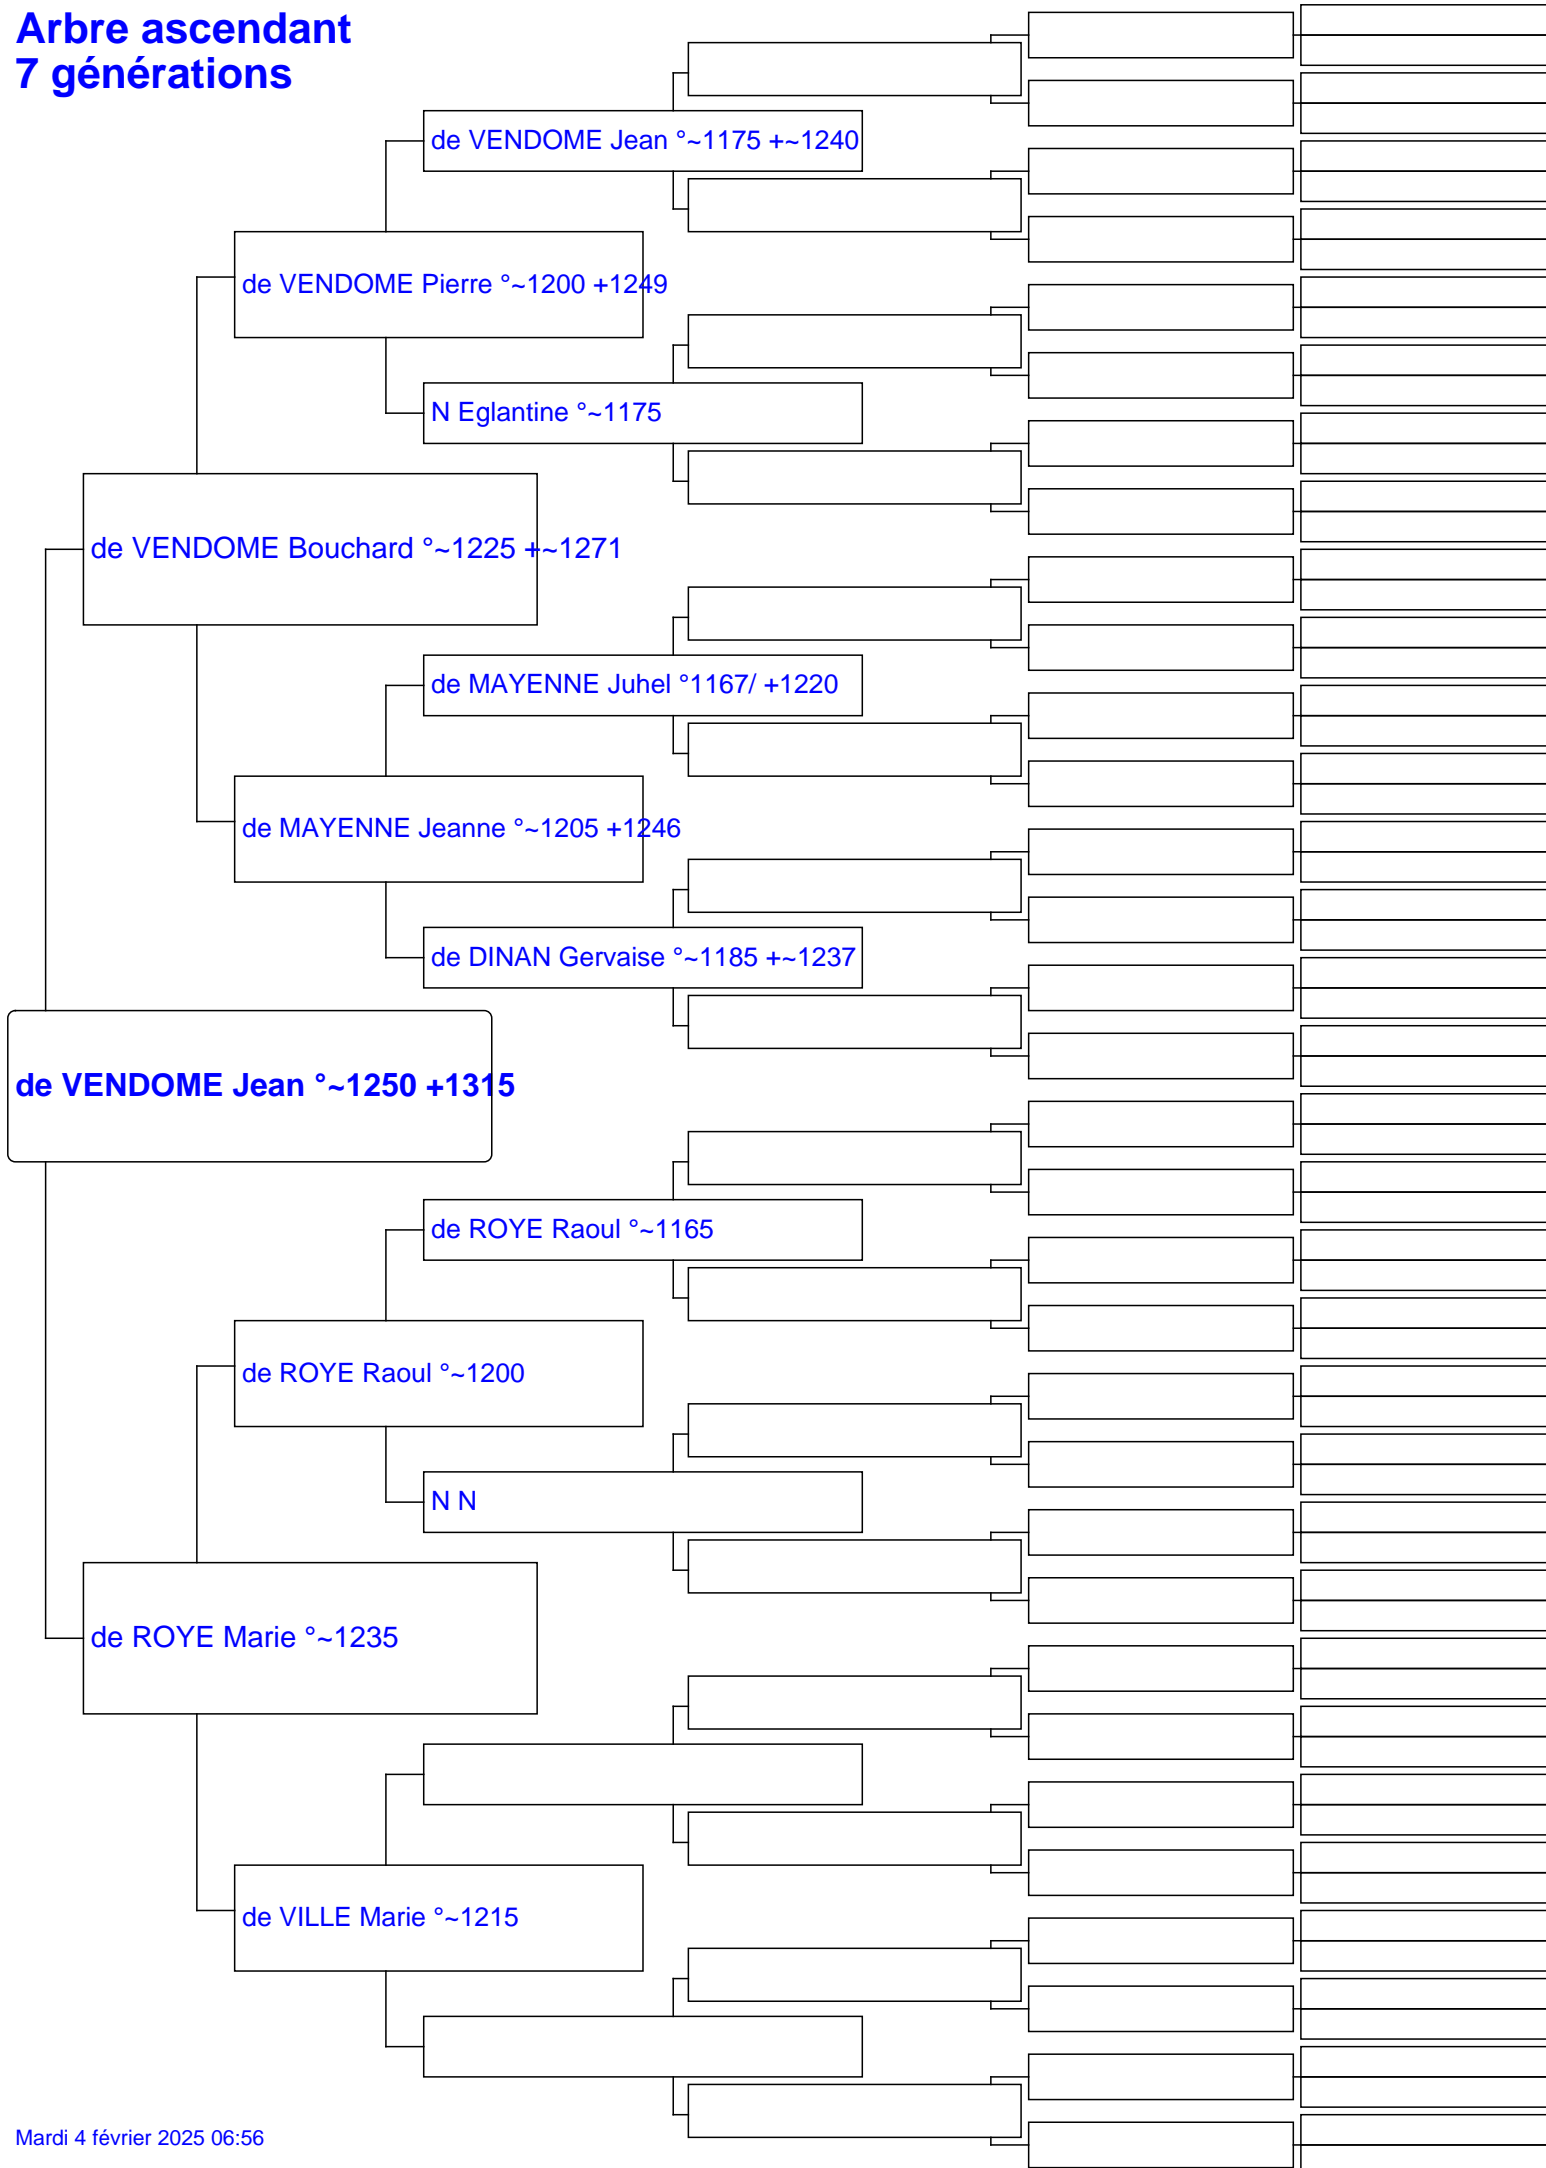 Arbre ascendant
7 générations
de VENDOME Jean °~1175 +~1240
de VENDOME Pierre °~1200 +1249
N Eglantine °~1175
de VENDOME Bouchard °~1225 +~1271
de MAYENNE Juhel °1167/ +1220
de MAYENNE Jeanne °~1205 +1246
de DINAN Gervaise °~1185 +~1237
de VENDOME Jean °~1250 +1315
de ROYE Raoul °~1165
de ROYE Raoul °~1200
N N
de ROYE Marie °~1235
de VILLE Marie °~1215
Mardi 4 février 2025 06:56